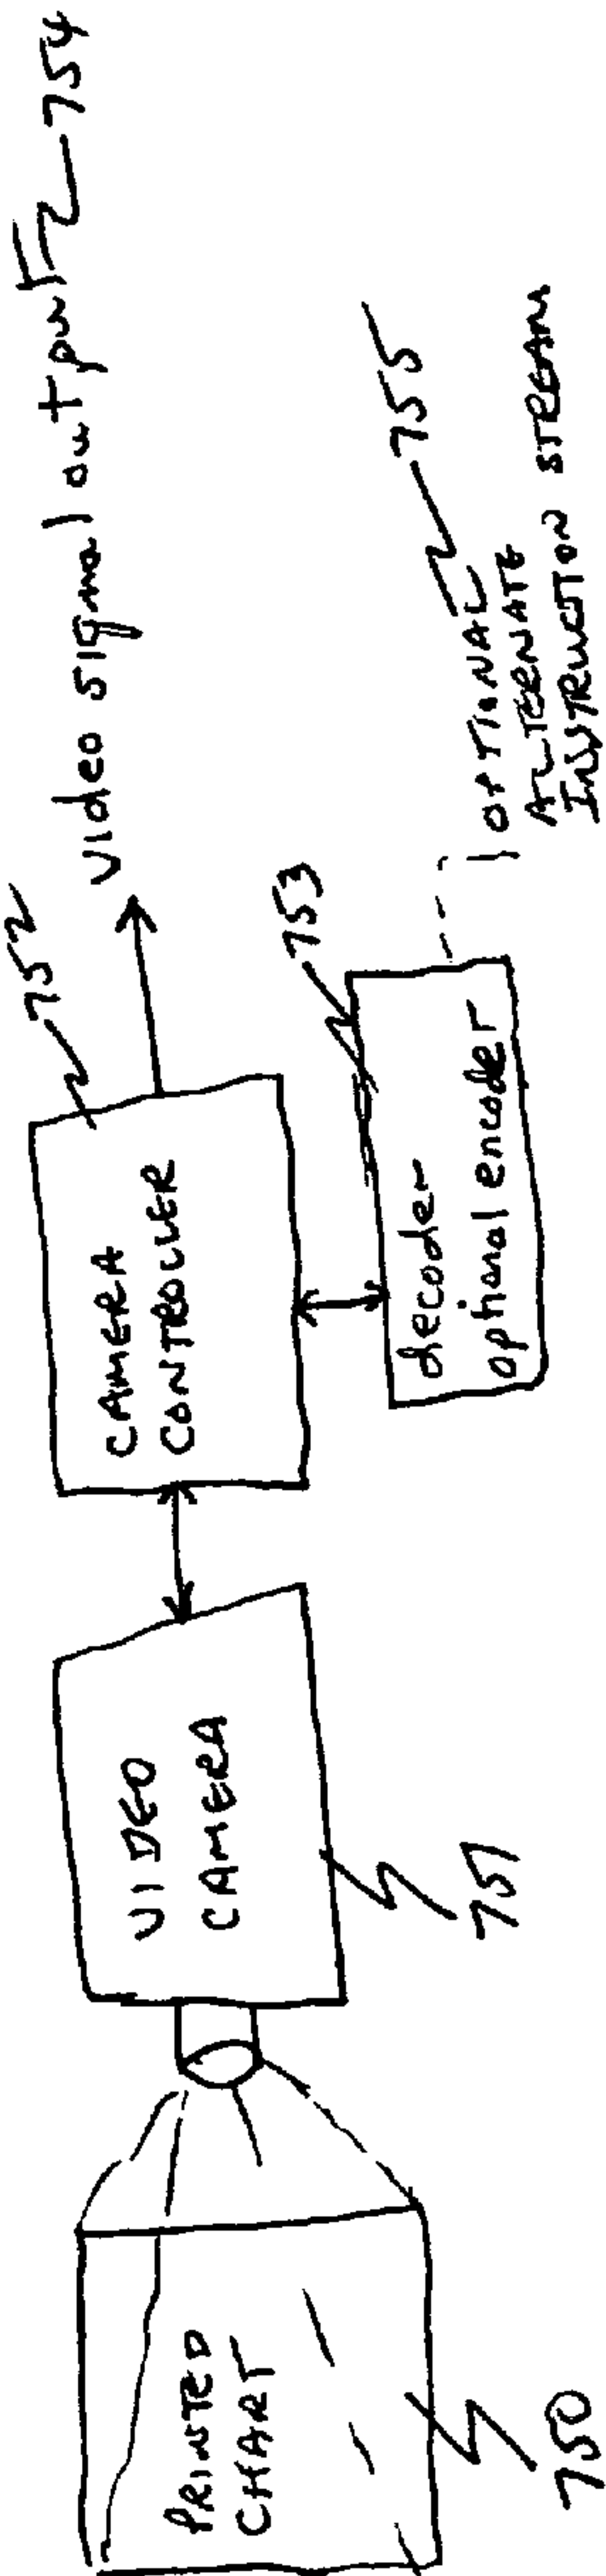 PRINTED
CHART
750
VIDEO
CAMERA
751
CAMERA
CONTROLLER
752
video signal output
754
decoder
optional encoder
753
OPTIONAL
ALTERNATE
INSTRUCTION STREAM
755